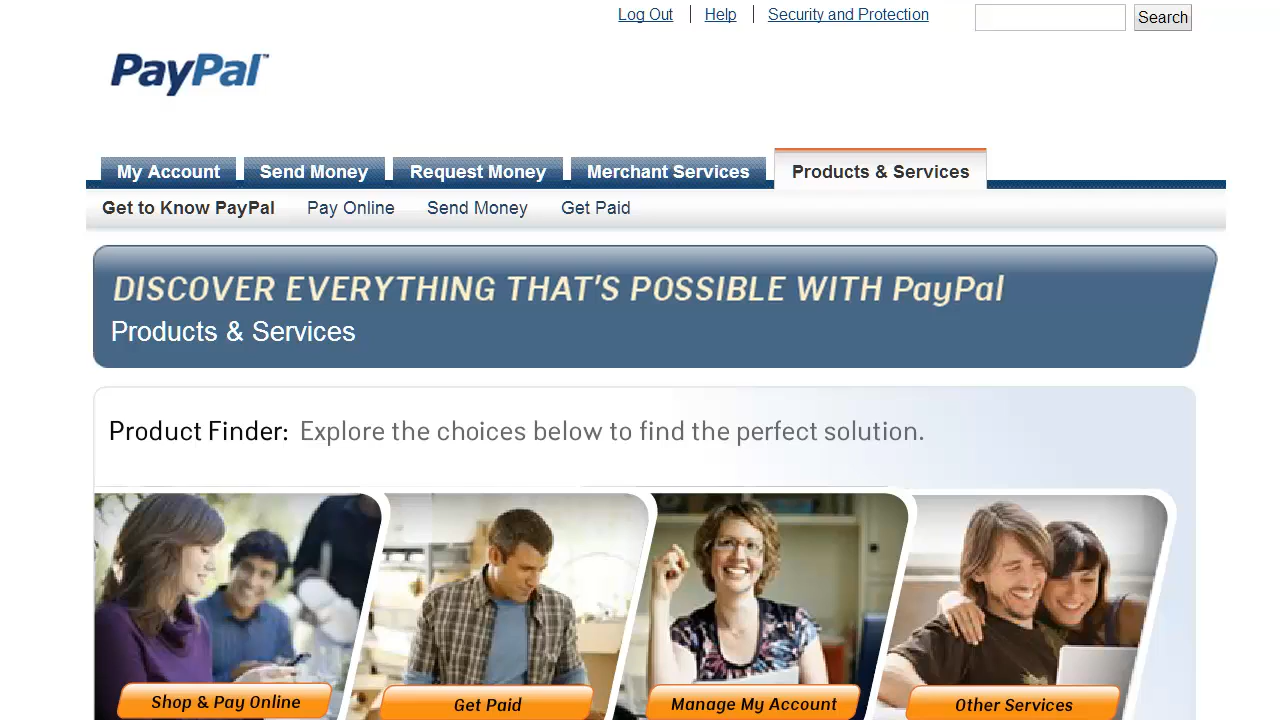 Log Out | Help | Security and Protection Search
PayPal™
My Account Send Money Request Money Merchant Services Products & Services
Get to Know PayPal Pay Online Send Money Get Paid
DISCOVER EVERYTHING THAT'S POSSIBLE WITH PayPal
Products & Services
Product Finder: Explore the choices below to find the perfect solution.
Shop & Pay Online Get Paid Manage My Account Other Services